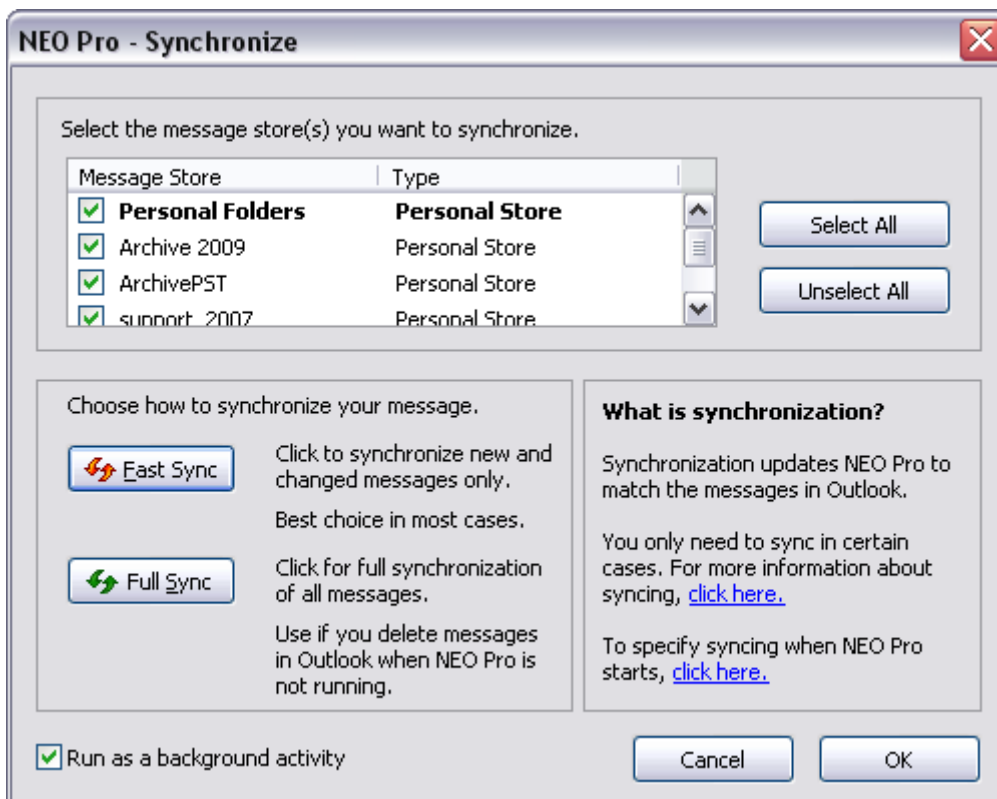 NEO Pro - Synchronize
Select the message store(s) you want to synchronize.
Message Store Type
Personal Folders Personal Store
Archive 2009 Personal Store
ArchivePST Personal Store
support_2007 Personal Store
Select All
Unselect All
Choose how to synchronize your message.
Fast Sync
Click to synchronize new and
changed messages only.
Best choice in most cases.
Full Sync
Click for full synchronization
of all messages.
Use if you delete messages
in Outlook when NEO Pro is
not running.
What is synchronization?
Synchronization updates NEO Pro to
match the messages in Outlook.
You only need to sync in certain
cases. For more information about
syncing, click here.
To specify syncing when NEO Pro
starts, click here.
Run as a background activity
Cancel
OK